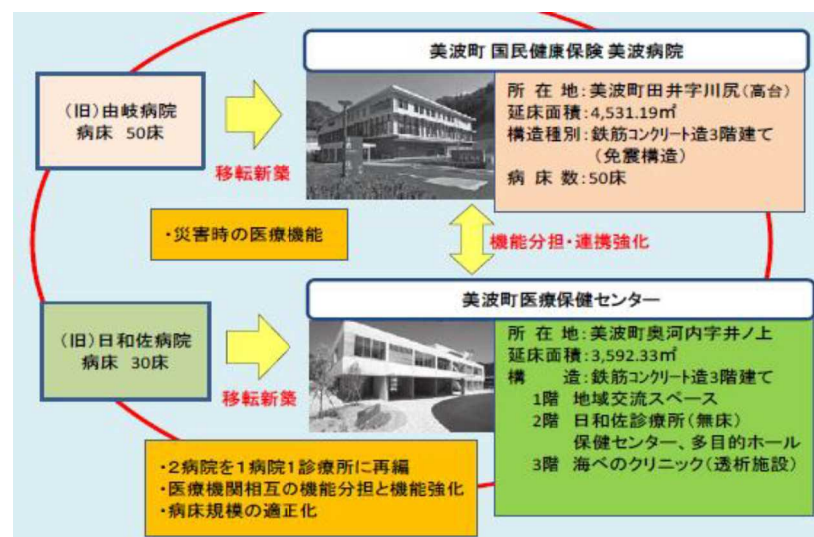 美波町 国民健康保険 美波病院
(旧)由岐病院
病床 50床
移転新築
所 在 地:美波町田井字川尻(高台)
延床面積:4,531.19㎡
構造種別:鉄筋コンクリート造3階建て
(免震構造)
病 床 数:50床
・災害時の医療機能
機能分担・連携強化
美波町医療保健センター
(旧)日和佐病院
病床 30床
移転新築
所 在 地:美波町奥河内字井ノ上
延床面積:3,592.33㎡
構 造:鉄筋コンクリート造3階建て
1階 地域交流スペース
2階 日和佐診療所(無床)
保健センター、多目的ホール
3階 海べのクリニック(透析施設)
・2病院を1病院1診療所に再編
・医療機関相互の機能分担と機能強化
・病床規模の適正化